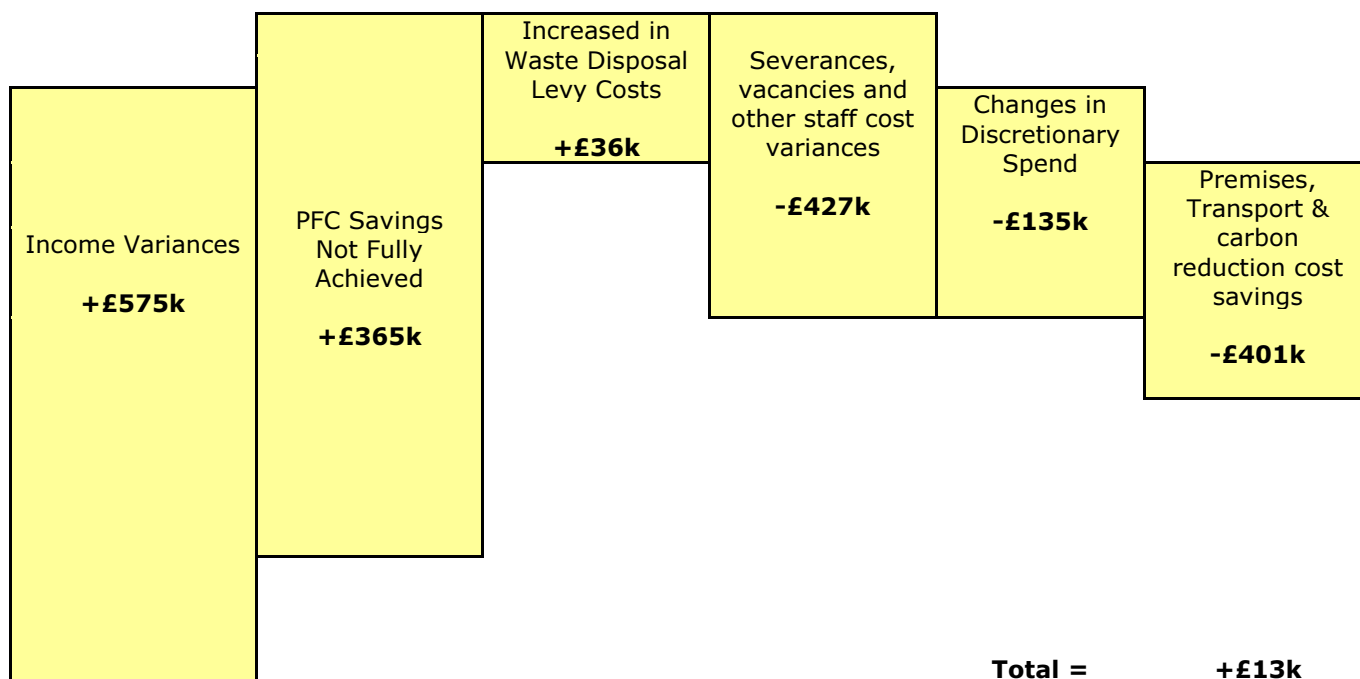 Income Variances
+£575k
PFC Savings
Not Fully
Achieved
+£365k
Increased in
Waste Disposal
Levy Costs
+£36k
Severances,
vacancies and
other staff cost
variances
-£427k
Changes in
Discretionary
Spend
-£135k
Premises,
Transport &
carbon
reduction cost
savings
-£401k
Total = +£13k